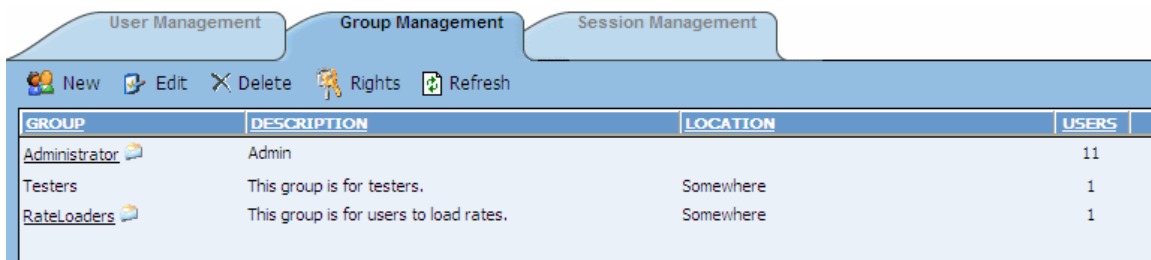 User Management Group Management Session Management
New Edit Delete Rights Refresh
GROUP DESCRIPTION LOCATION USERS
Administrator Admin 11
Testers This group is for testers. Somewhere 1
RateLoaders This group is for users to load rates. Somewhere 1